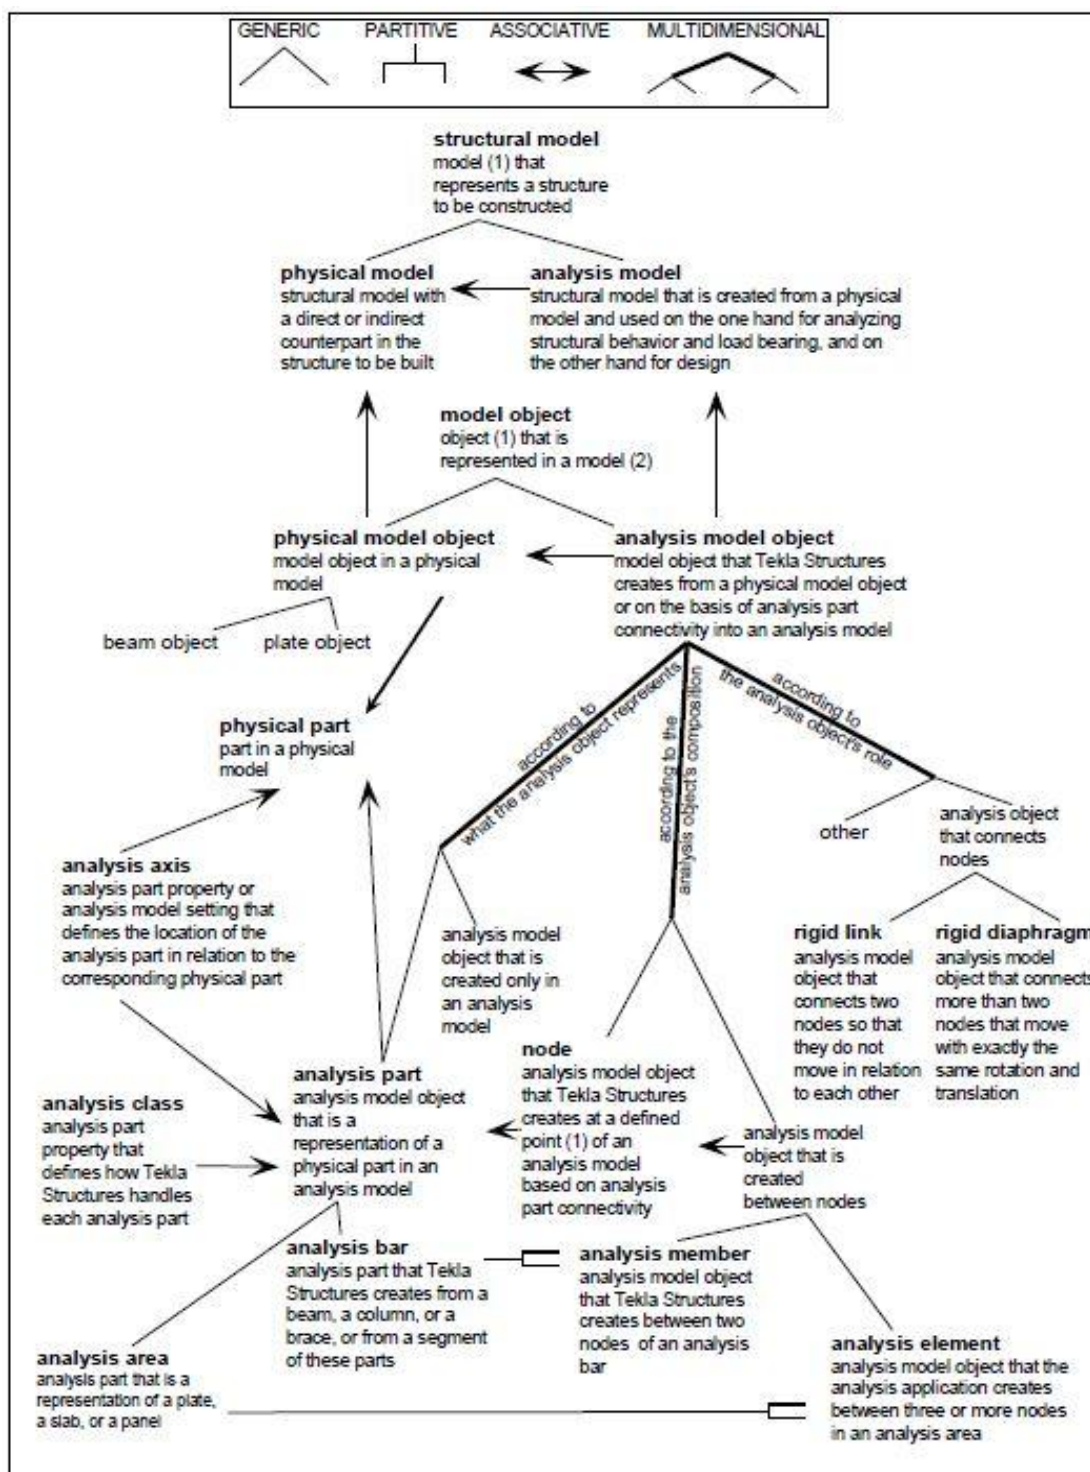 GENERIC
PARTITIVE
ASSOCIATIVE
MULTIDIMENSIONAL
structural model
model (1) that
represents a structure
to be constructed
physical model
structural model with
a direct or indirect
counterpart in the
structure to be built
analysis model
structural model that is created from a physical
model and used on the one hand for analyzing
structural behavior and load bearing, and on
the other hand for design
model object
object (1) that is
represented in a model (2)
physical model object
model object in a physical
model
analysis model object
model object that Tekla Structures
creates from a physical model object
or on the basis of analysis part
connectivity into an analysis model
beam object
plate object
according to
what the analysis object represents
according to the
analysis object's composition
according to
the analysis object's role
physical part
part in a physical
model
other
analysis object
that connects
nodes
analysis axis
analysis part property or
analysis model setting that
defines the location of the
analysis part in relation to the
corresponding physical part
analysis model
object that is
created only in
an analysis
model
rigid link
analysis model
object that
connects two
nodes so that
they do not
move in relation
to each other
rigid diaphragm
analysis model
object that connects
more than two
nodes that move
with exactly the
same rotation and
translation
analysis class
analysis part
property that
defines how Tekla
Structures handles
each analysis part
analysis part
analysis model object
that is a
representation of a
physical part in an
analysis model
node
analysis model object
that Tekla Structures
creates at a defined
point (1) of an
analysis model
based on analysis
part connectivity
analysis model
object that is
created
between nodes
analysis bar
analysis part that Tekla
Structures creates from a
beam, a column, or a
brace, or from a segment
of these parts
analysis member
analysis model object
that Tekla Structures
creates between two
nodes of an analysis
bar
analysis area
analysis part that is a
representation of a plate,
a slab, or a panel
analysis element
analysis model object that the
analysis application creates
between three or more nodes
in an analysis area